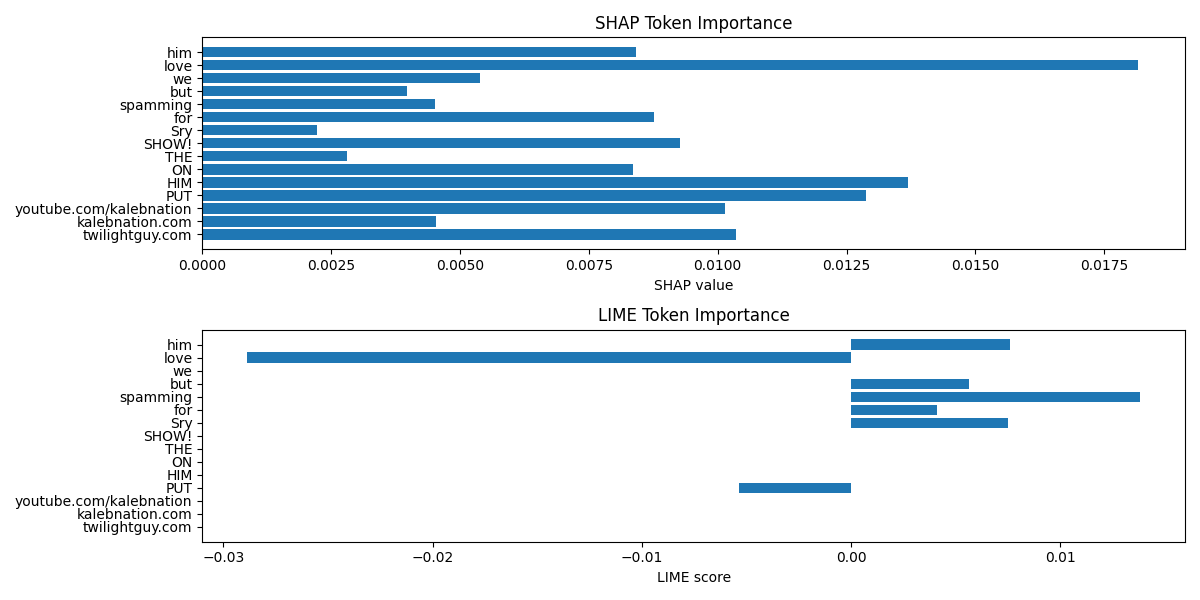 SHAP Token Importance
him
love
we
but
spamming
for
Sry
SHOW!
THE
ON
HIM
PUT
youtube.com/kalebnation
kalebnation.com
twilightguy.com
0.0000 0.0025 0.0050 0.0075 0.0100 0.0125 0.0150 0.0175
SHAP value
LIME Token Importance
him
love
we
but
spamming
for
Sry
SHOW!
THE
ON
HIM
PUT
youtube.com/kalebnation
kalebnation.com
twilightguy.com
−0.03 −0.02 −0.01 0.00 0.01
LIME score